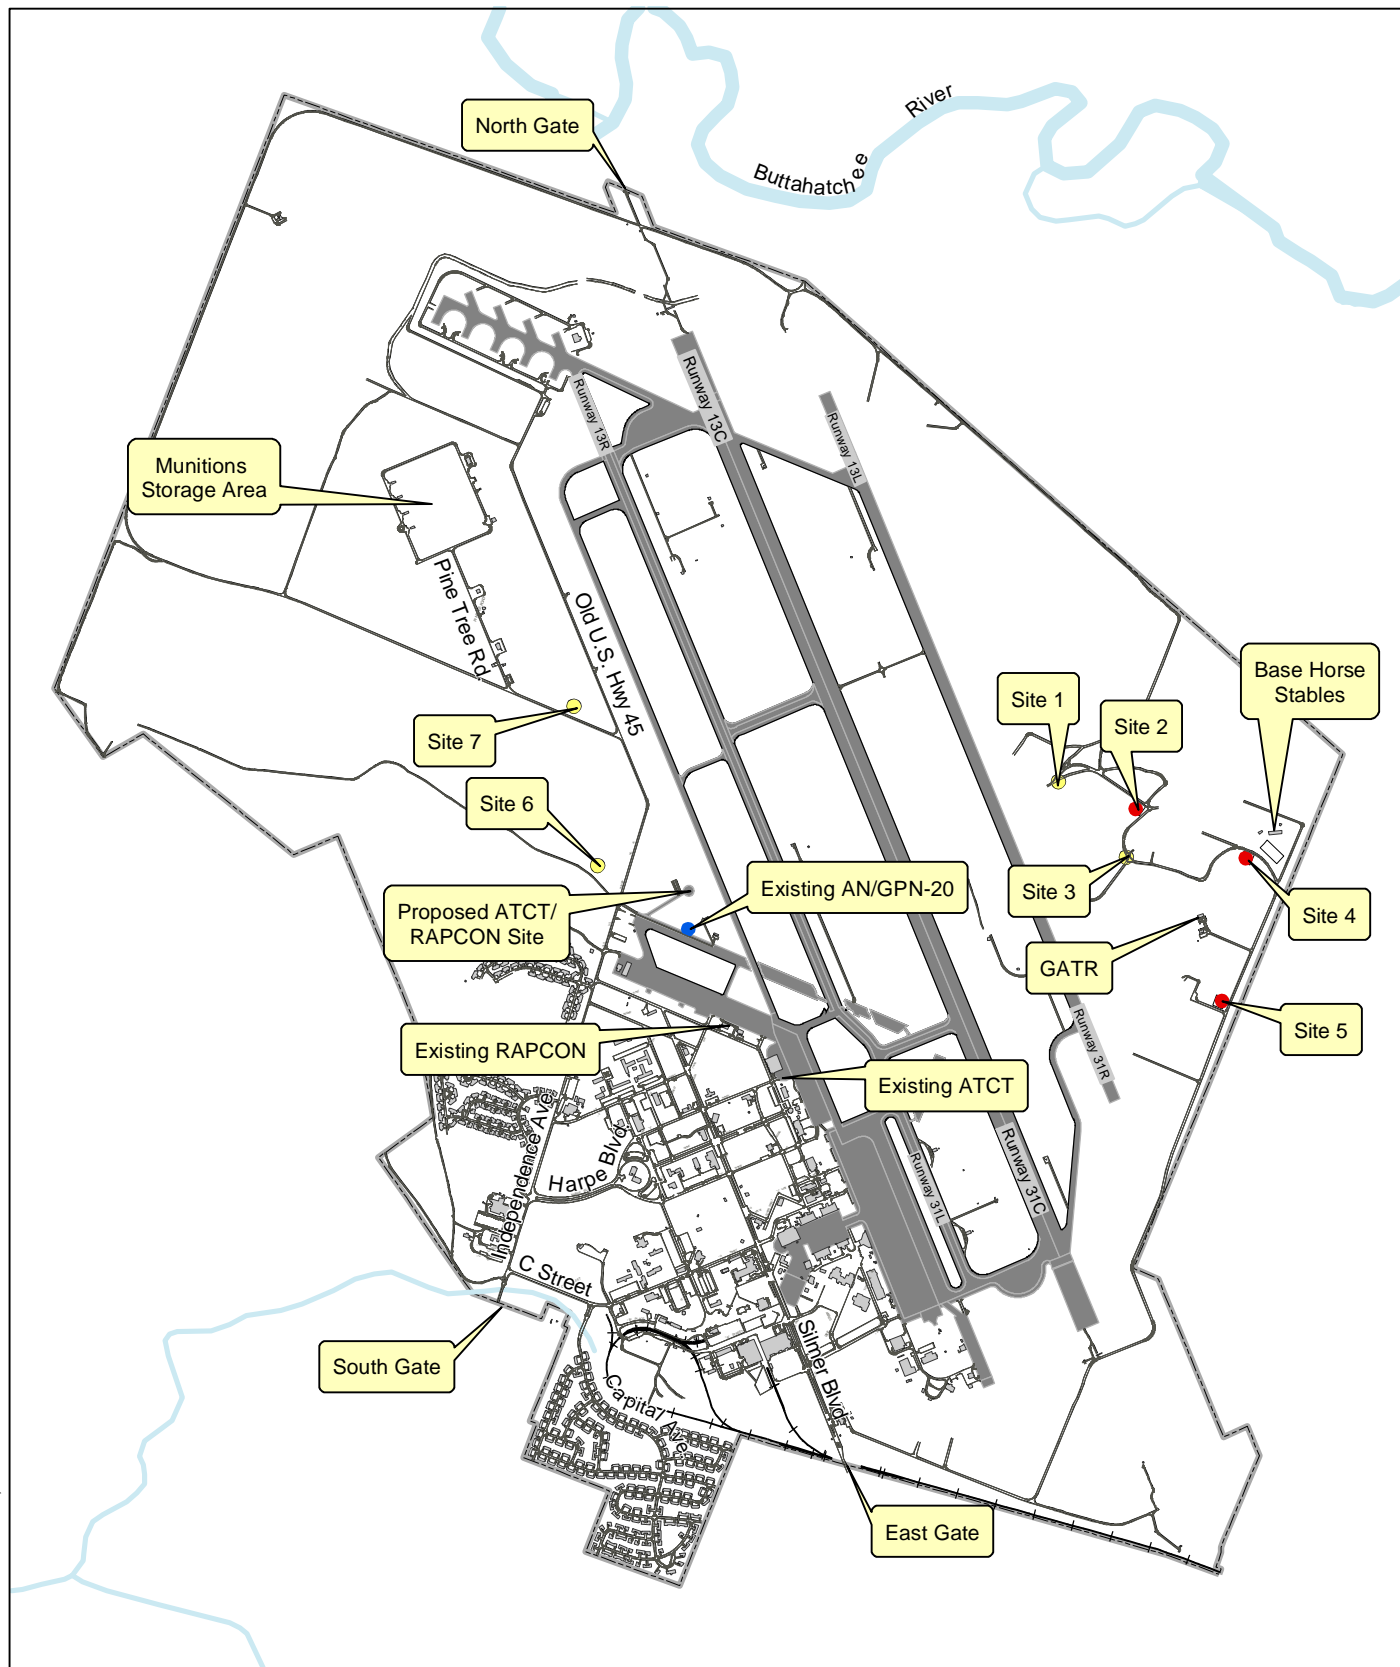 River
North Gate
Buttahatchee
Runway 13R
Runway 13C
Runway 13L
Munitions
Storage Area
Pine Tree Rd.
Old U.S. Hwy 45
Base Horse
Stables
Site 1
Site 2
Site 7
Site 6
Existing AN/GPN-20
Site 3
Proposed ATCT/
RAPCON Site
Site 4
GATR
Site 5
Existing RAPCON
Existing ATCT
Runway 31R
Independence Ave.
Harpe Blvd.
Runway 31L
Runway 31C
C Street
South Gate
Silmer Blvd.
Capital Ave.
East Gate